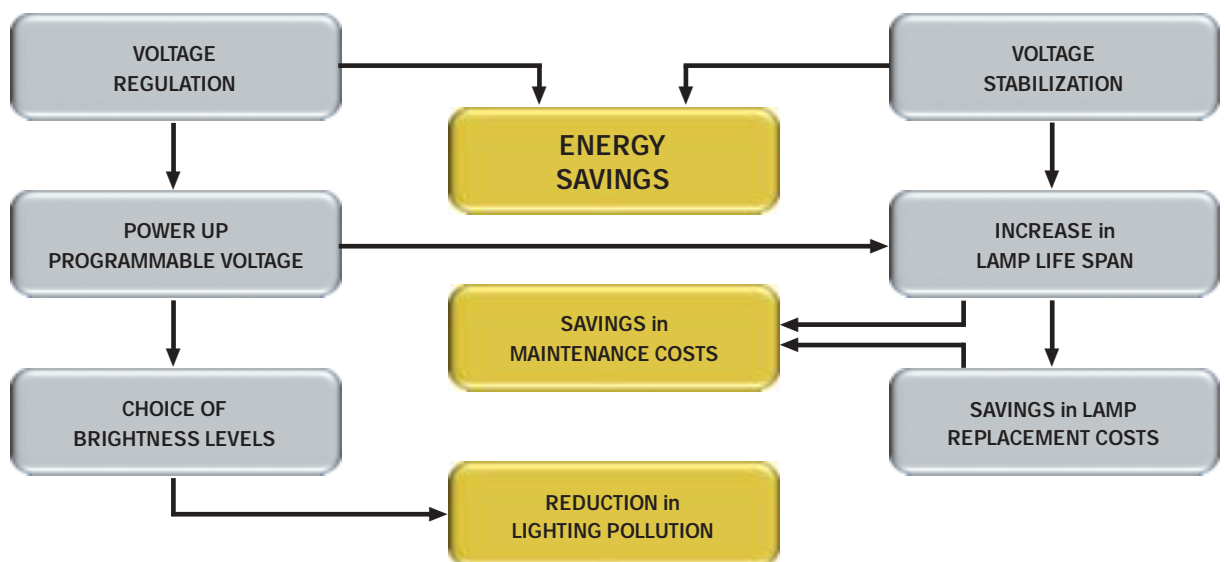 VOLTAGE
REGULATION
VOLTAGE
STABILIZATION
ENERGY
SAVINGS
POWER UP
PROGRAMMABLE VOLTAGE
INCREASE in
LAMP LIFE SPAN
SAVINGS in
MAINTENANCE COSTS
CHOICE OF
BRIGHTNESS LEVELS
SAVINGS in LAMP
REPLACEMENT COSTS
REDUCTION in
LIGHTING POLLUTION